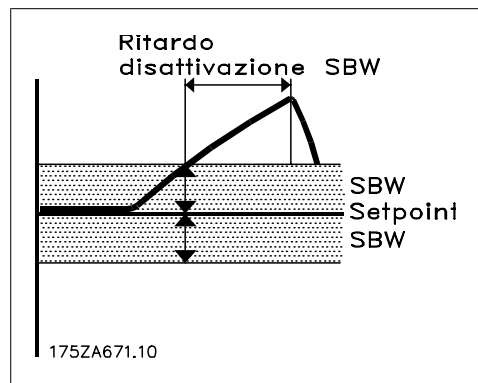 Ritardo
disattivazione SBW
SBW
Setpoint
SBW
175ZA671.10